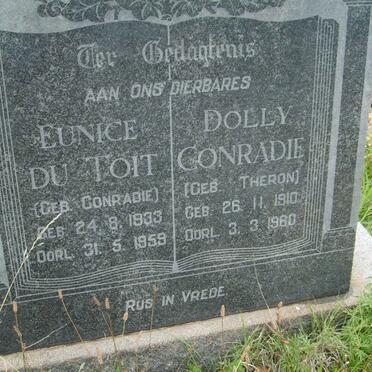 Ter Gedagtenis
AAN ONS DIERBARES
EUNICE
DU TOIT
(GEB. CONRADIE)
GEB. 24. 8. 1933
OORL. 31. 5. 1959
DOLLY
CONRADIE
(GEB. THERON)
GEB. 26. 11. 1910
OORL. 3. 3. 1960
RUS IN VREDE